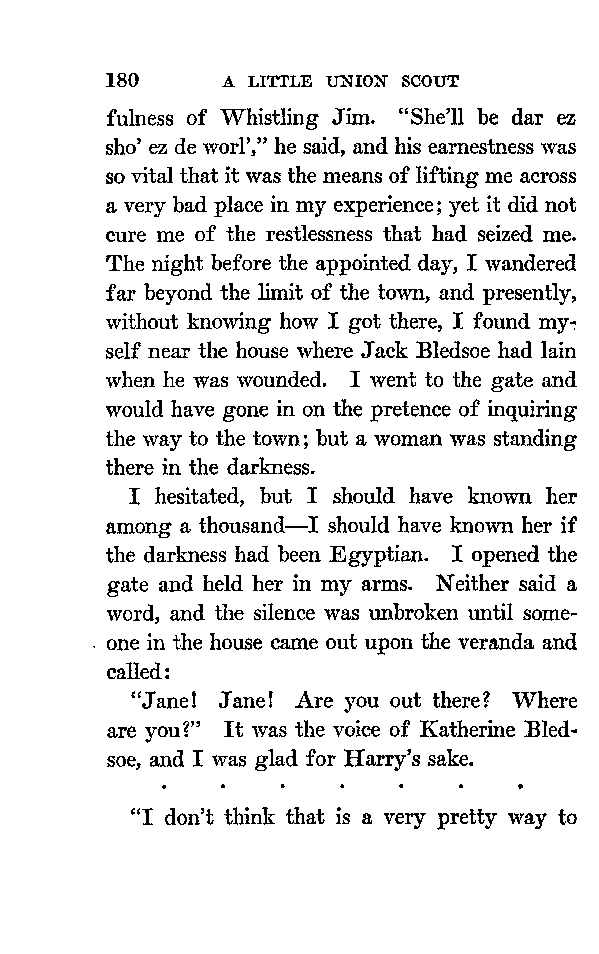 180 A LITTLE UNION SCOUT
fulness of Whistling Jim. “She’ll be dar ez
sho’ ez de worl’,” he said, and his earnestness was
so vital that it was the means of lifting me across
a very bad place in my experience; yet it did not
cure me of the restlessness that had seized me.
The night before the appointed day, I wandered
far beyond the limit of the town, and presently,
without knowing how I got there, I found my-
self near the house where Jack Bledsoe had lain
when he was wounded. I went to the gate and
would have gone in on the pretence of inquiring
the way to the town; but a woman was standing
there in the darkness.
I hesitated, but I should have known her
among a thousand—I should have known her if
the darkness had been Egyptian. I opened the
gate and held her in my arms. Neither said a
word, and the silence was unbroken until some-
one in the house came out upon the veranda and
called:
“Jane! Jane! Are you out there? Where
are you?” It was the voice of Katherine Bled-
soe, and I was glad for Harry’s sake.
. . . . . . .
“I don’t think that is a very pretty way to